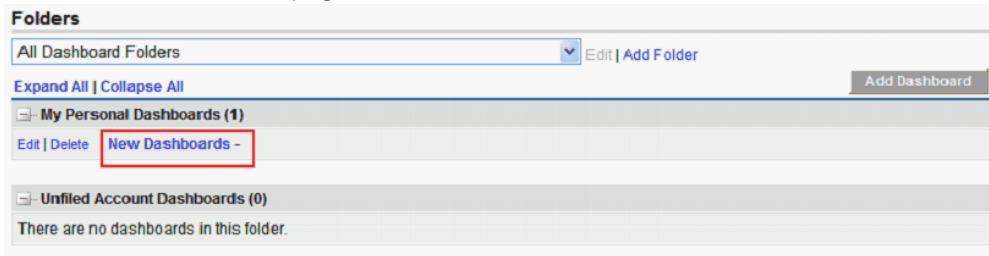 Folders
All Dashboard Folders Edit | Add Folder
Expand All | Collapse All Add Dashboard
My Personal Dashboards (1)
Edit | Delete New Dashboards -
Unfiled Account Dashboards (0)
There are no dashboards in this folder.